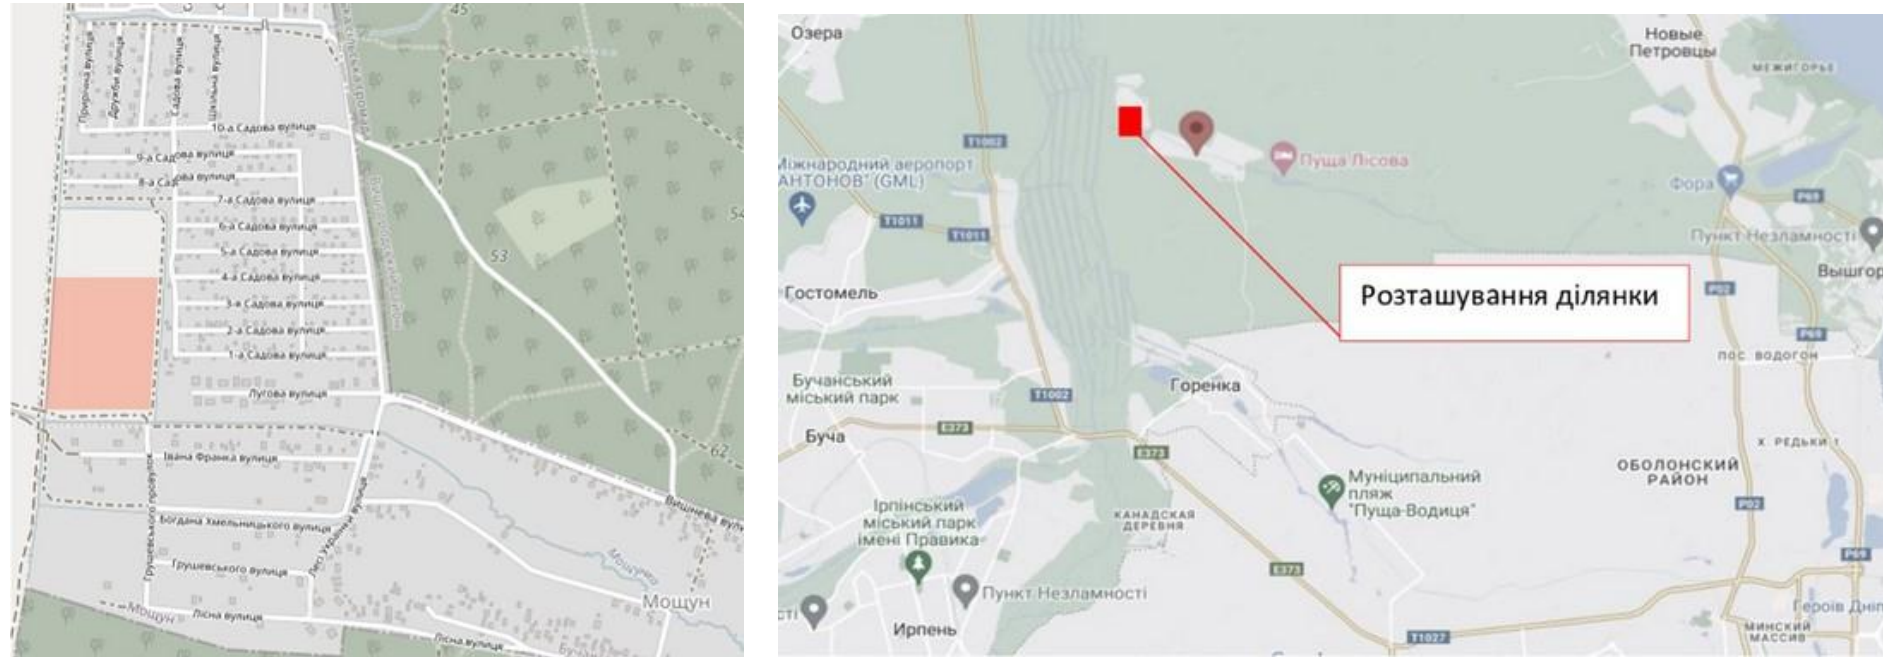 45
Прирічна вулиця
Дружби вулиця
Садова вулиця
Шкільна вулиця
10-а Садова вулиця
9-а Садова вулиця
8-а Садова вулиця
7-а Садова вулиця
6-а Садова вулиця
5-а Садова вулиця
4-а Садова вулиця
3-я Садова вулиця
2-а Садова вулиця
1-а Садова вулиця
Лугова вулиця
53
54
62
Івана Франка вулиця
Вишнева вули
Богдана Хмельницького вулиця
Грушевського провулок
Лесі Українки вулиця
Грушевського вулиця
Мощунка
Мощун
Мощун
Лісна вулиця
Лісна вулиця
Озера
Новые
Петровцы
МЕЖИГОРЬЕ
T1002
Міжнародний аеропорт
АНТОНОВ" (GML)
Пуща Лісова
Фора
P69
T1011
T1011
Пункт Незламності
Вышгор
Гостомель
P02
Розташування ділянки
P69
ПОС. ВОДОГОН
Бучанський
міський парк
Горенка
T1002
Буча
E373
E373
Х. РЕДЬКИ 1
ОБОЛОНСКИЙ
РАЙОН
Муніципальний
пляж
"Пуща-Водиця"
P02
Ірпінський
міський парк
імені Правика
КАНАДСКАЯ
ДЕРЕВНЯ
P69
E373
Пункт Незламності
ті
Героїв Дніп
Ирпень
T1027
МИНСКИЙ
МАССИВ